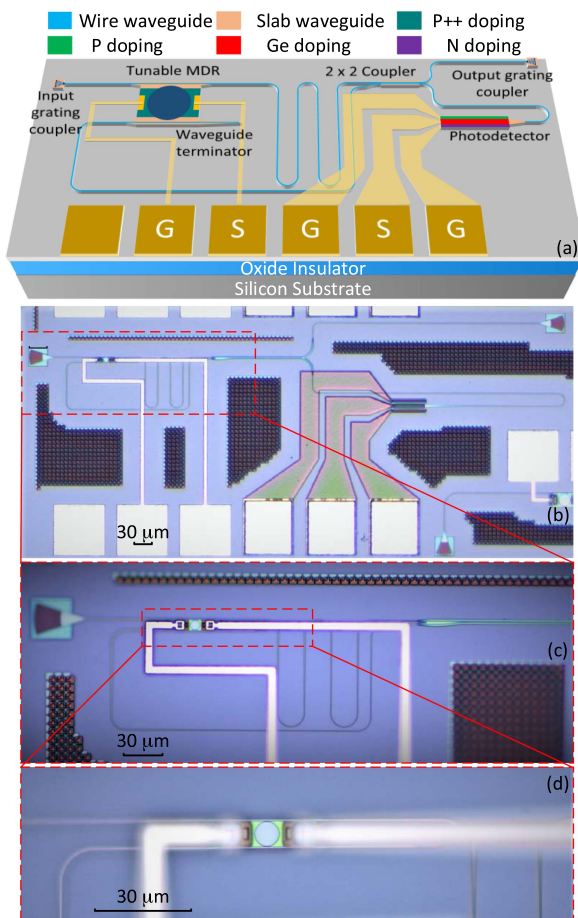 Wire waveguide
Slab waveguide
P++ doping
P doping
Ge doping
N doping
Tunable MDR
2 x 2 Coupler
Output grating
coupler
Input
grating
coupler
Waveguide
terminator
Photodetector
G
S
G
S
G
(a)
Oxide Insulator
Silicon Substrate
30 μm
(b)
(c)
30 μm
(d)
30 μm